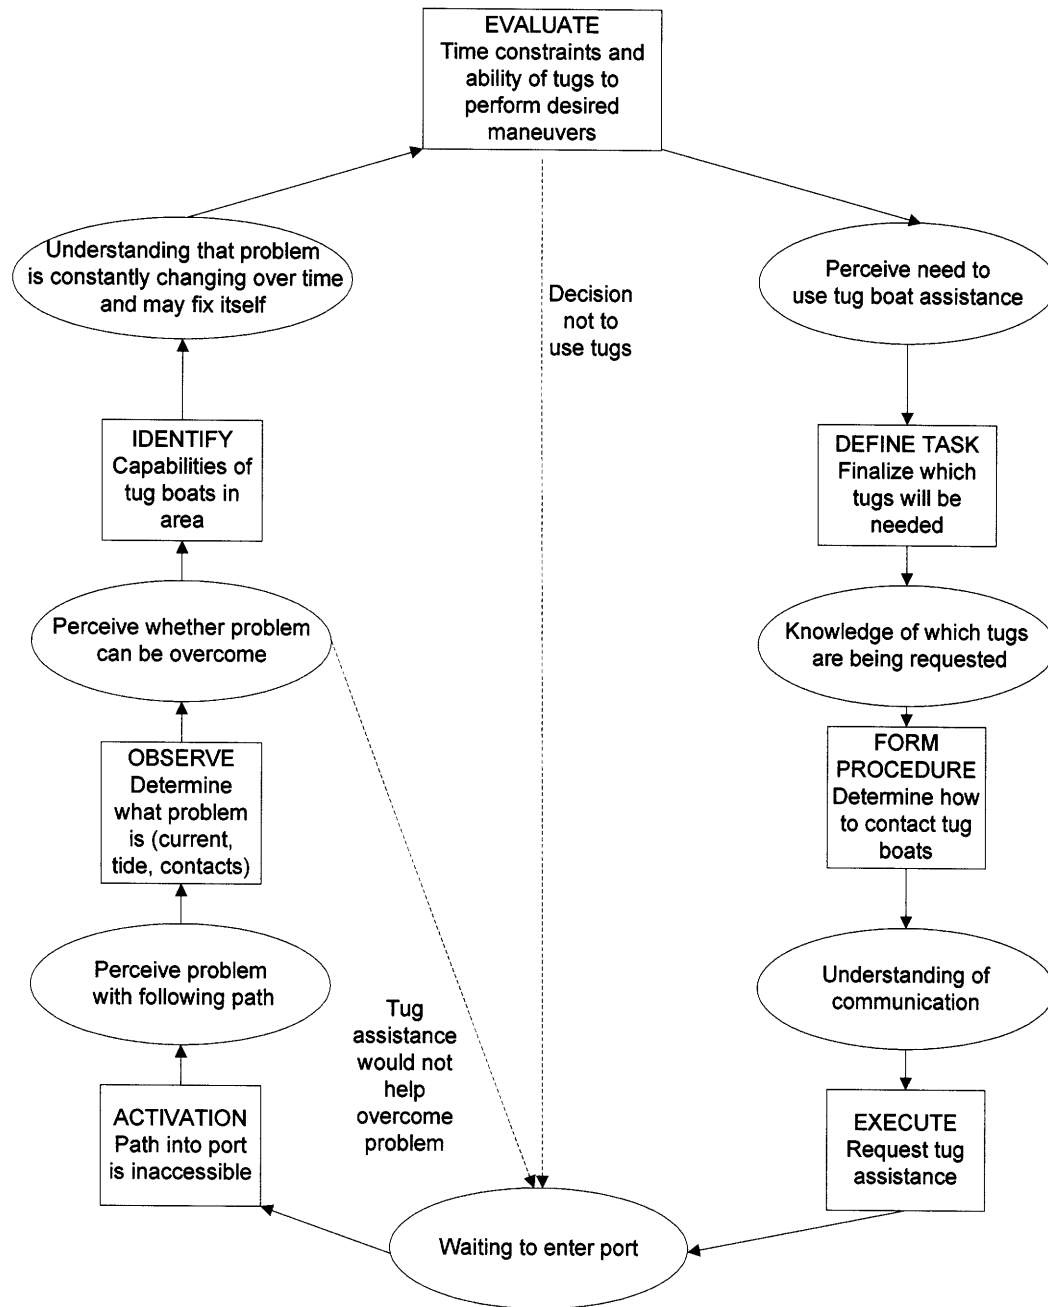 EVALUATE
Time constraints and
ability of tugs to
perform desired
maneuvers
Understanding that problem
is constantly changing over time
and may fix itself
Decision
not to
use tugs
Perceive need to
use tug boat assistance
IDENTIFY
Capabilities of
tug boats in
area
DEFINE TASK
Finalize which
tugs will be
needed
Perceive whether problem
can be overcome
Knowledge of which tugs
are being requested
OBSERVE
Determine
what problem
is (current,
tide, contacts)
FORM
PROCEDURE
Determine how
to contact tug
boats
Perceive problem
with following path
Understanding of
communication
Tug
assistance
would not
help
overcome
problem
ACTIVATION
Path into port
is inaccessible
EXECUTE
Request tug
assistance
Waiting to enter port